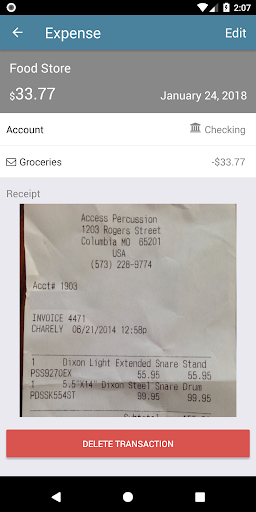 2:07
Expense
Edit
Food Store
$33.77
January 24, 2018
Account
Checking
Groceries
-$33.77
Receipt
Access Percussion
1203 Rogers Street
Columbia MO 65201
USA
(573) 228-9774
Acct# 1903
INVOICE 4471
CHARELY 06/21/2014 12:58p
1 Dixon Light Extended Snare Stand
PSS9270EX 55.95 55.95
1 5.5"X14" Dixon Steel Snare Drum
PDSSK554ST 99.95 99.95
DELETE TRANSACTION